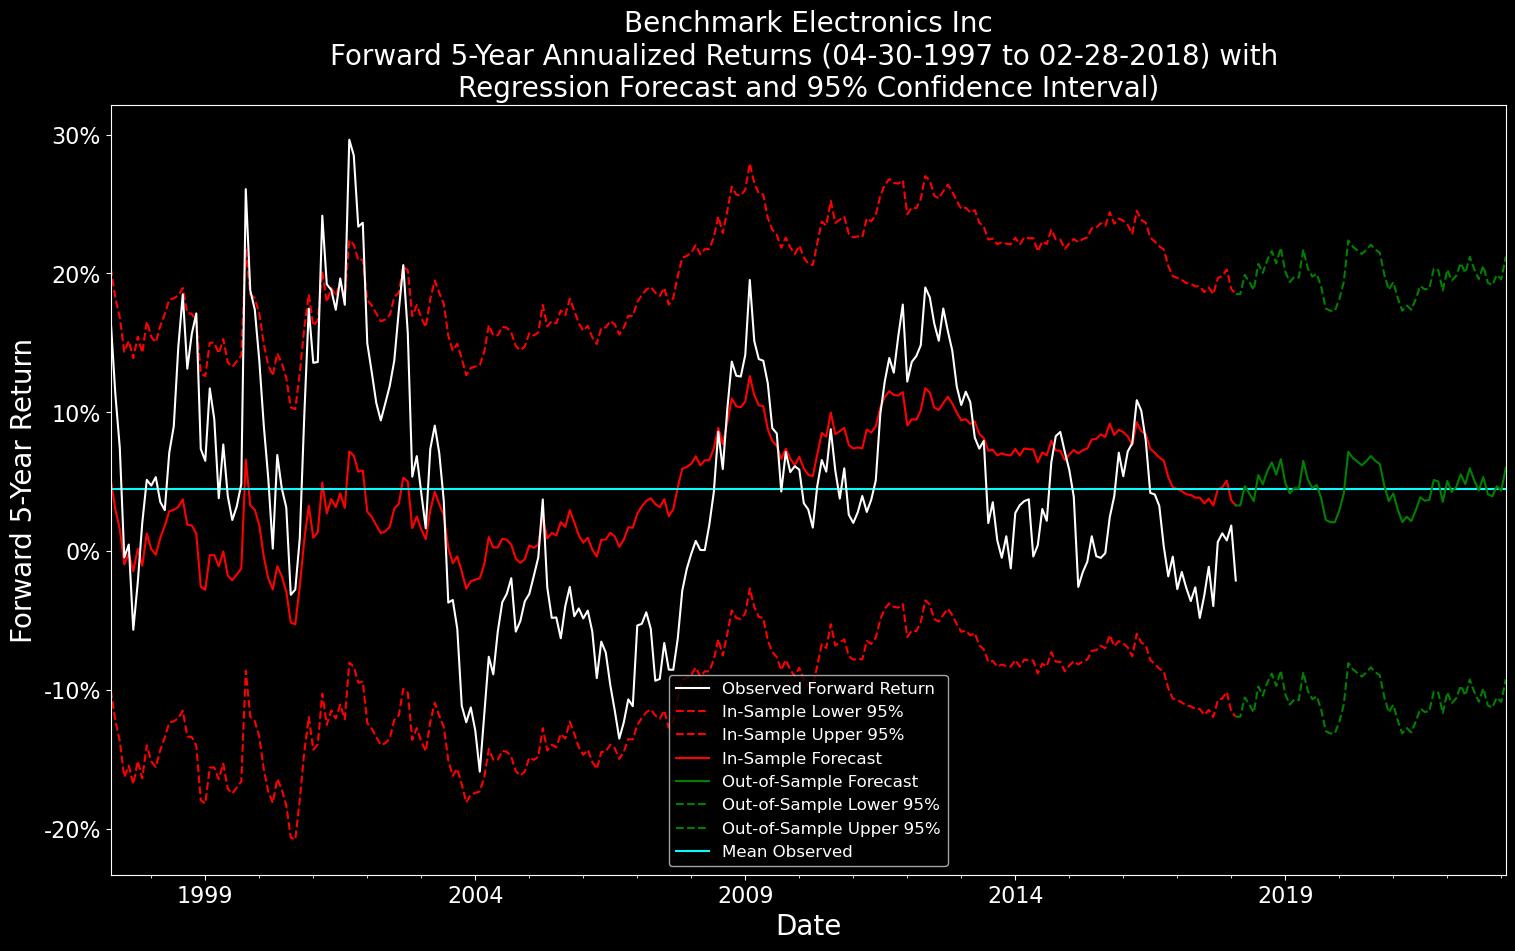 Benchmark Electronics Inc
Forward 5-Year Annualized Returns (04-30-1997 to 02-28-2018) with
Regression Forecast and 95% Confidence Interval)
Forward 5-Year Return
30%
20%
10%
0%
-10%
-20%
Observed Forward Return
In-Sample Lower 95%
In-Sample Upper 95%
In-Sample Forecast
Out-of-Sample Forecast
Out-of-Sample Lower 95%
Out-of-Sample Upper 95%
Mean Observed
1999 2004 2009 2014 2019
Date